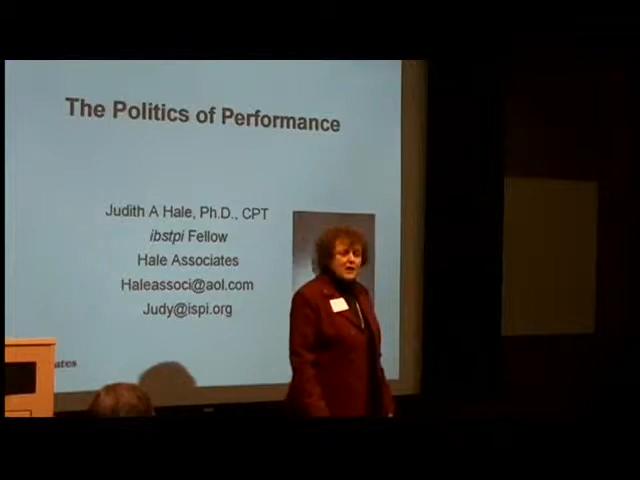 The Politics of Performance
Judith A Hale, Ph.D., CPT
ibstpi Fellow
Hale Associates
Haleassoci@aol.com
Judy@ispi.org